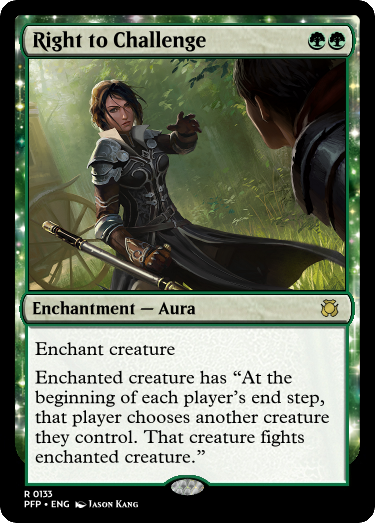 Right to Challenge
Enchantment — Aura
Enchant creature
Enchanted creature has “At the
beginning of each player’s end step,
that player chooses another creature
they control. That creature fights
enchanted creature.”
R 0133
PFP • ENG Jason Kang